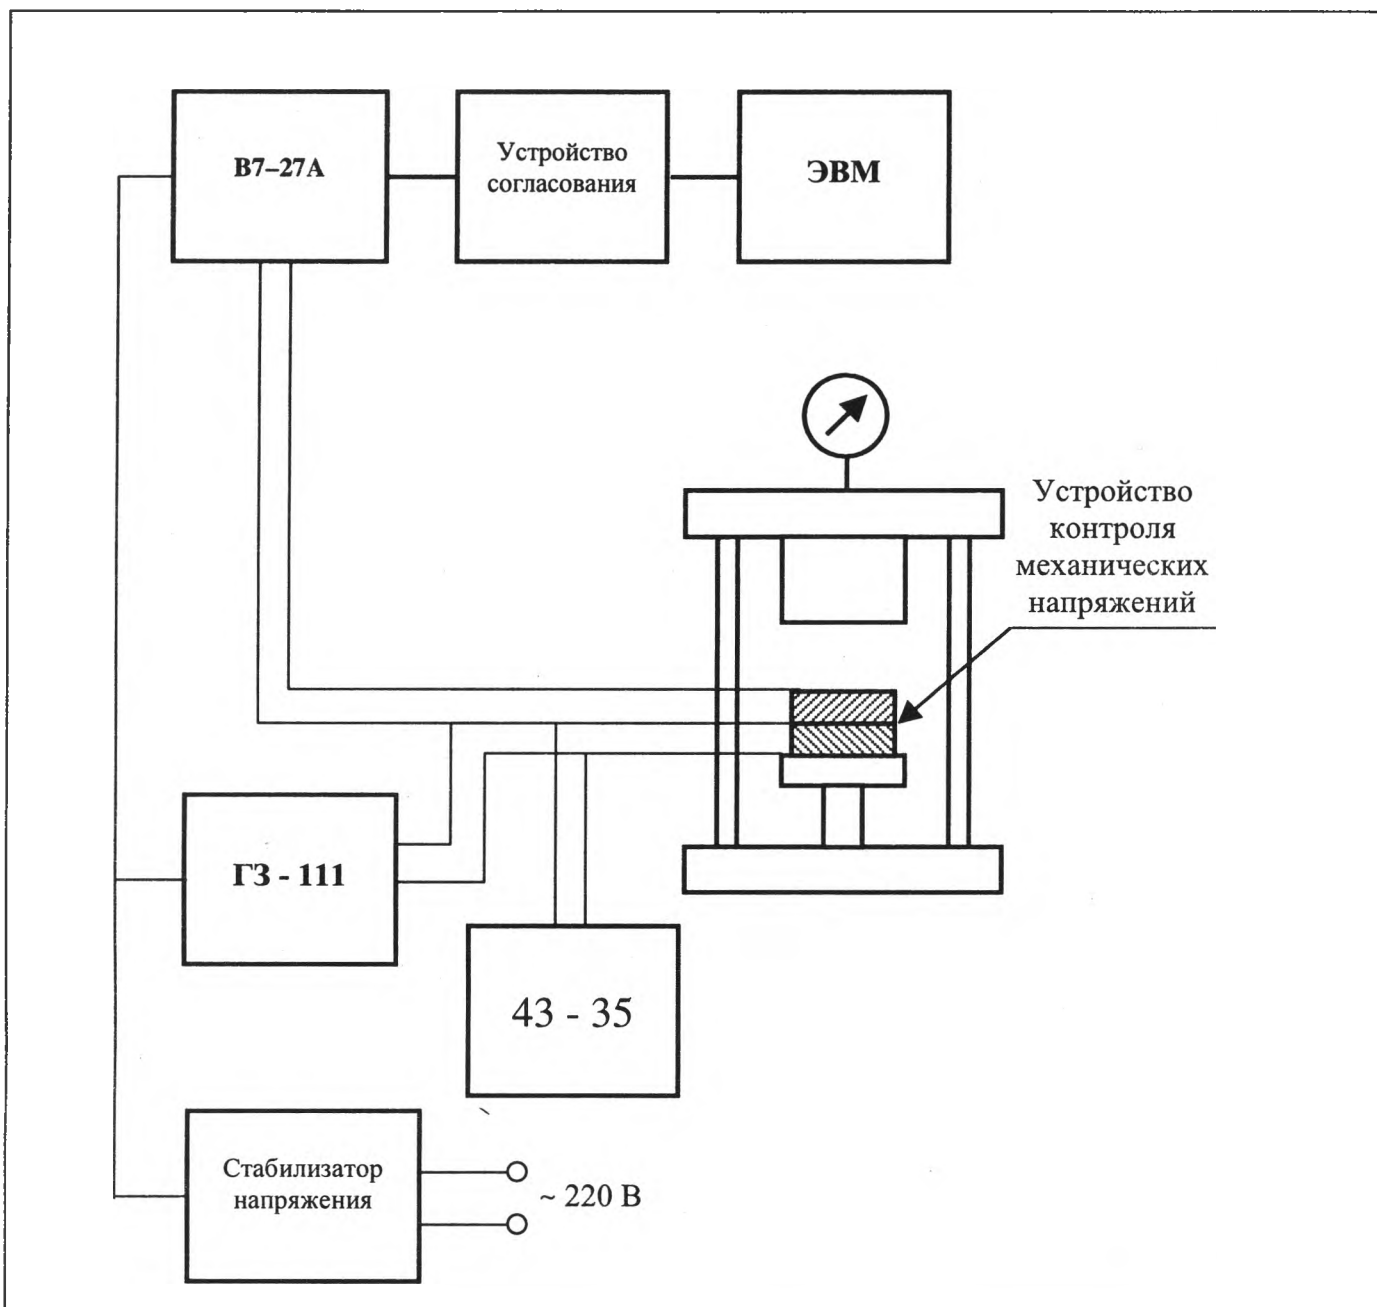 В7–27А
Устройство
согласования
ЭВМ
Устройство
контроля
механических
напряжений
ГЗ - 111
43 - 35
Стабилизатор
напряжения
~ 220 В